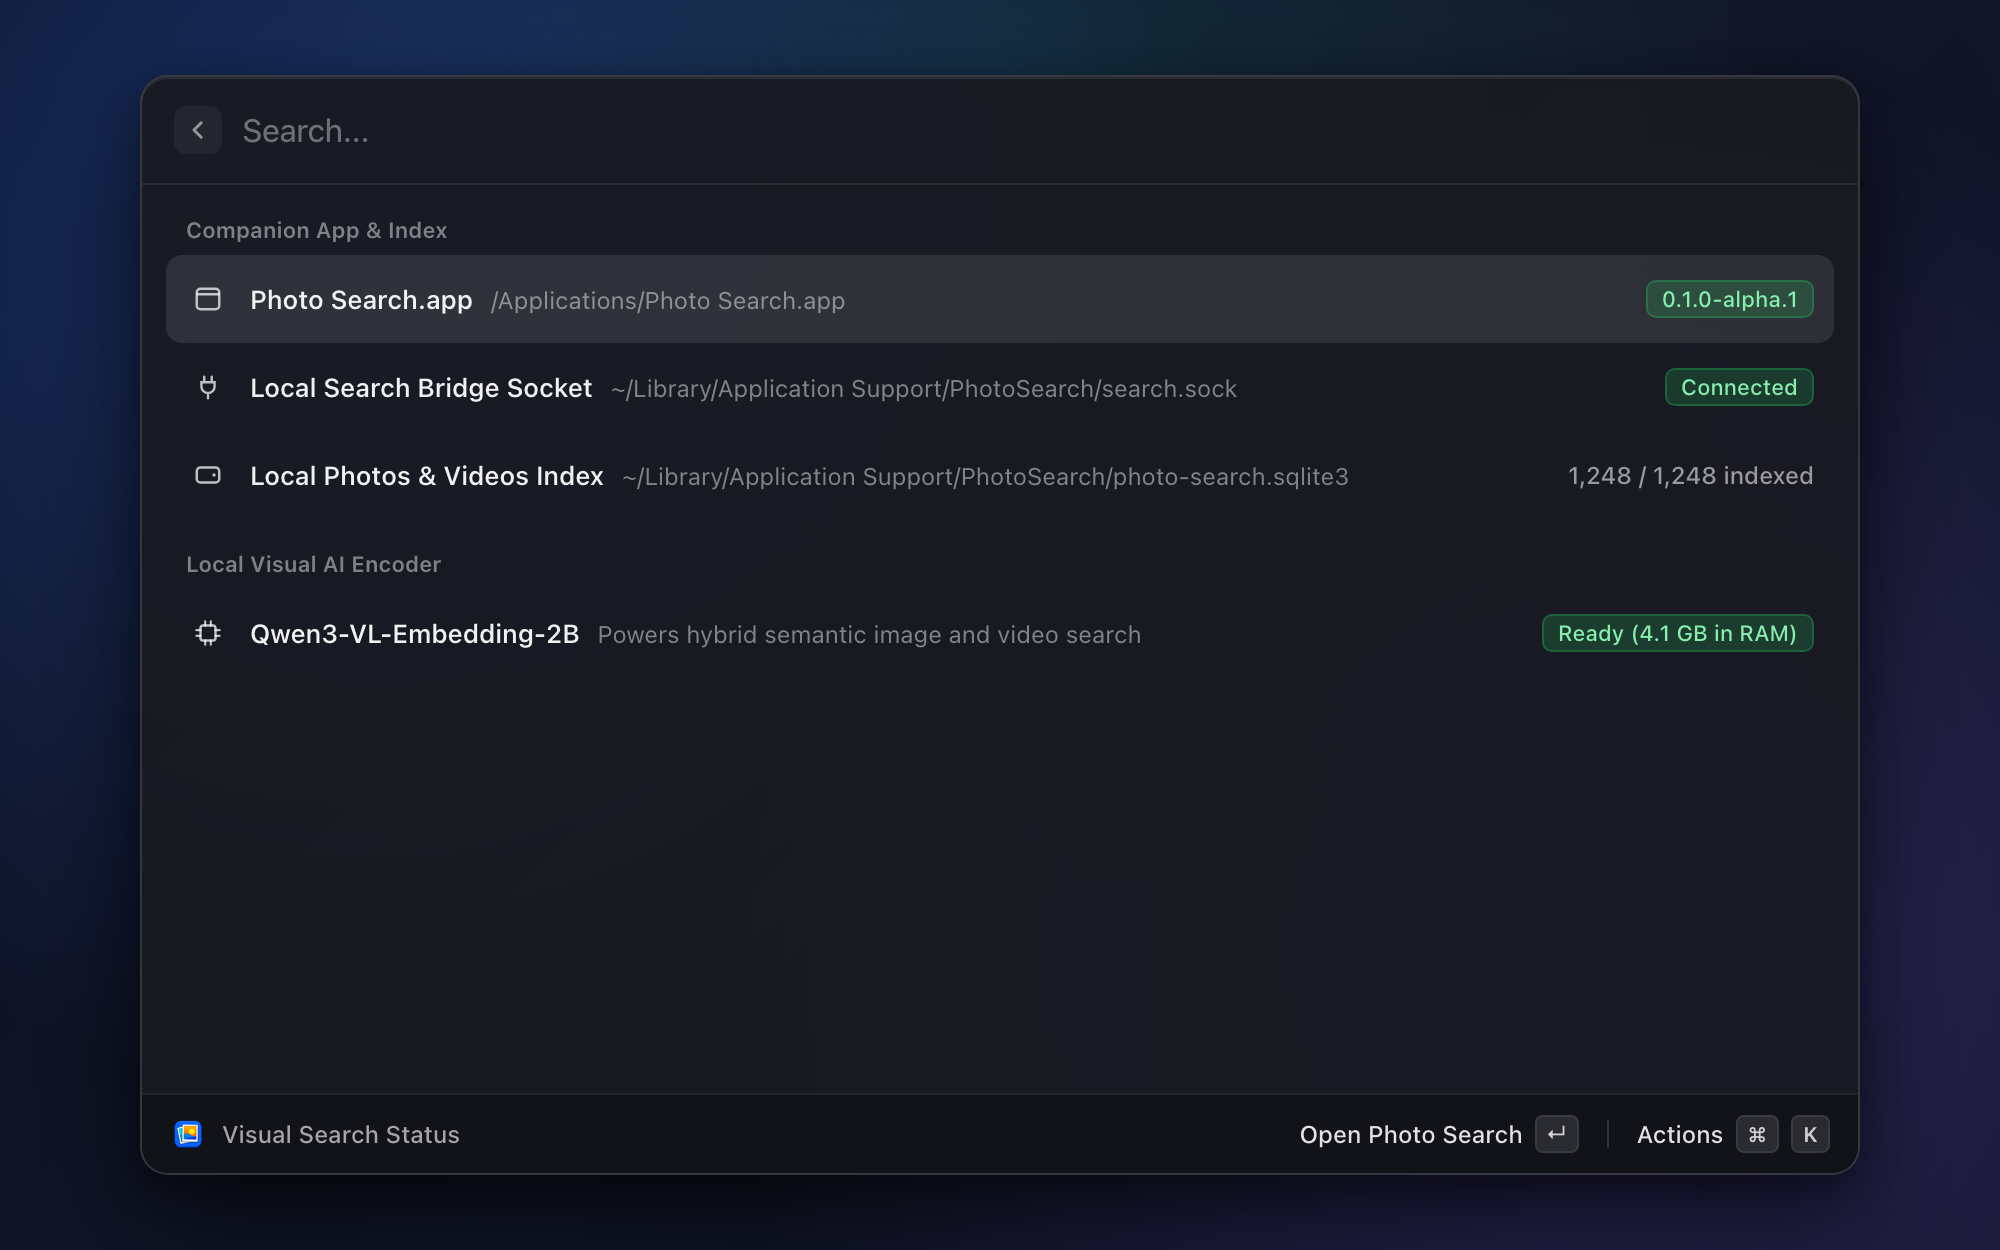 Search...
Companion App & Index
Photo Search.app /Applications/Photo Search.app 0.1.0-alpha.1
Local Search Bridge Socket ~/Library/Application Support/PhotoSearch/search.sock Connected
Local Photos & Videos Index ~/Library/Application Support/PhotoSearch/photo-search.sqlite3 1,248 / 1,248 indexed
Local Visual AI Encoder
Qwen3-VL-Embedding-2B Powers hybrid semantic image and video search Ready (4.1 GB in RAM)
Visual Search Status Open Photo Search ↵ Actions ⌘ K